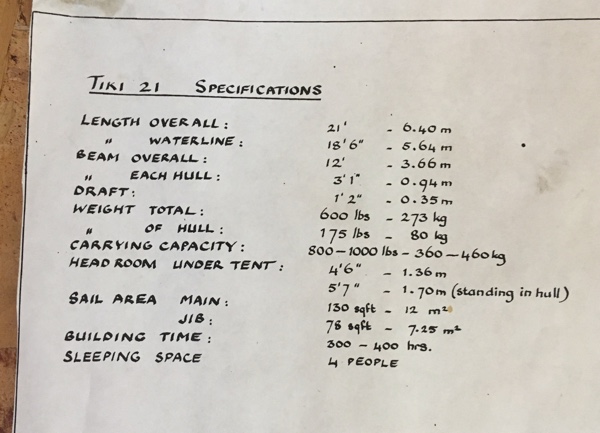 TIKI 21 SPECIFICATIONS
LENGTH OVERALL: 21' - 6.40 m
" WATERLINE: 18'6" - 5.64 m
BEAM OVERALL: 12' - 3.66 m
" EACH HULL: 3'1" - 0.94 m
DRAFT: 1'2" - 0.35 m
WEIGHT TOTAL: 600 lbs - 273 kg
" OF HULL: 175 lbs - 80 kg
CARRYING CAPACITY: 800 - 1000 lbs - 360 - 460 kg
HEADROOM UNDER TENT: 4'6" - 1.36 m
5'7" - 1.70 m (standing in hull)
SAIL AREA MAIN: 130 sqft - 12 m²
JIB: 78 sqft - 7.25 m²
BUILDING TIME: 300 - 400 hrs.
SLEEPING SPACE 4 PEOPLE